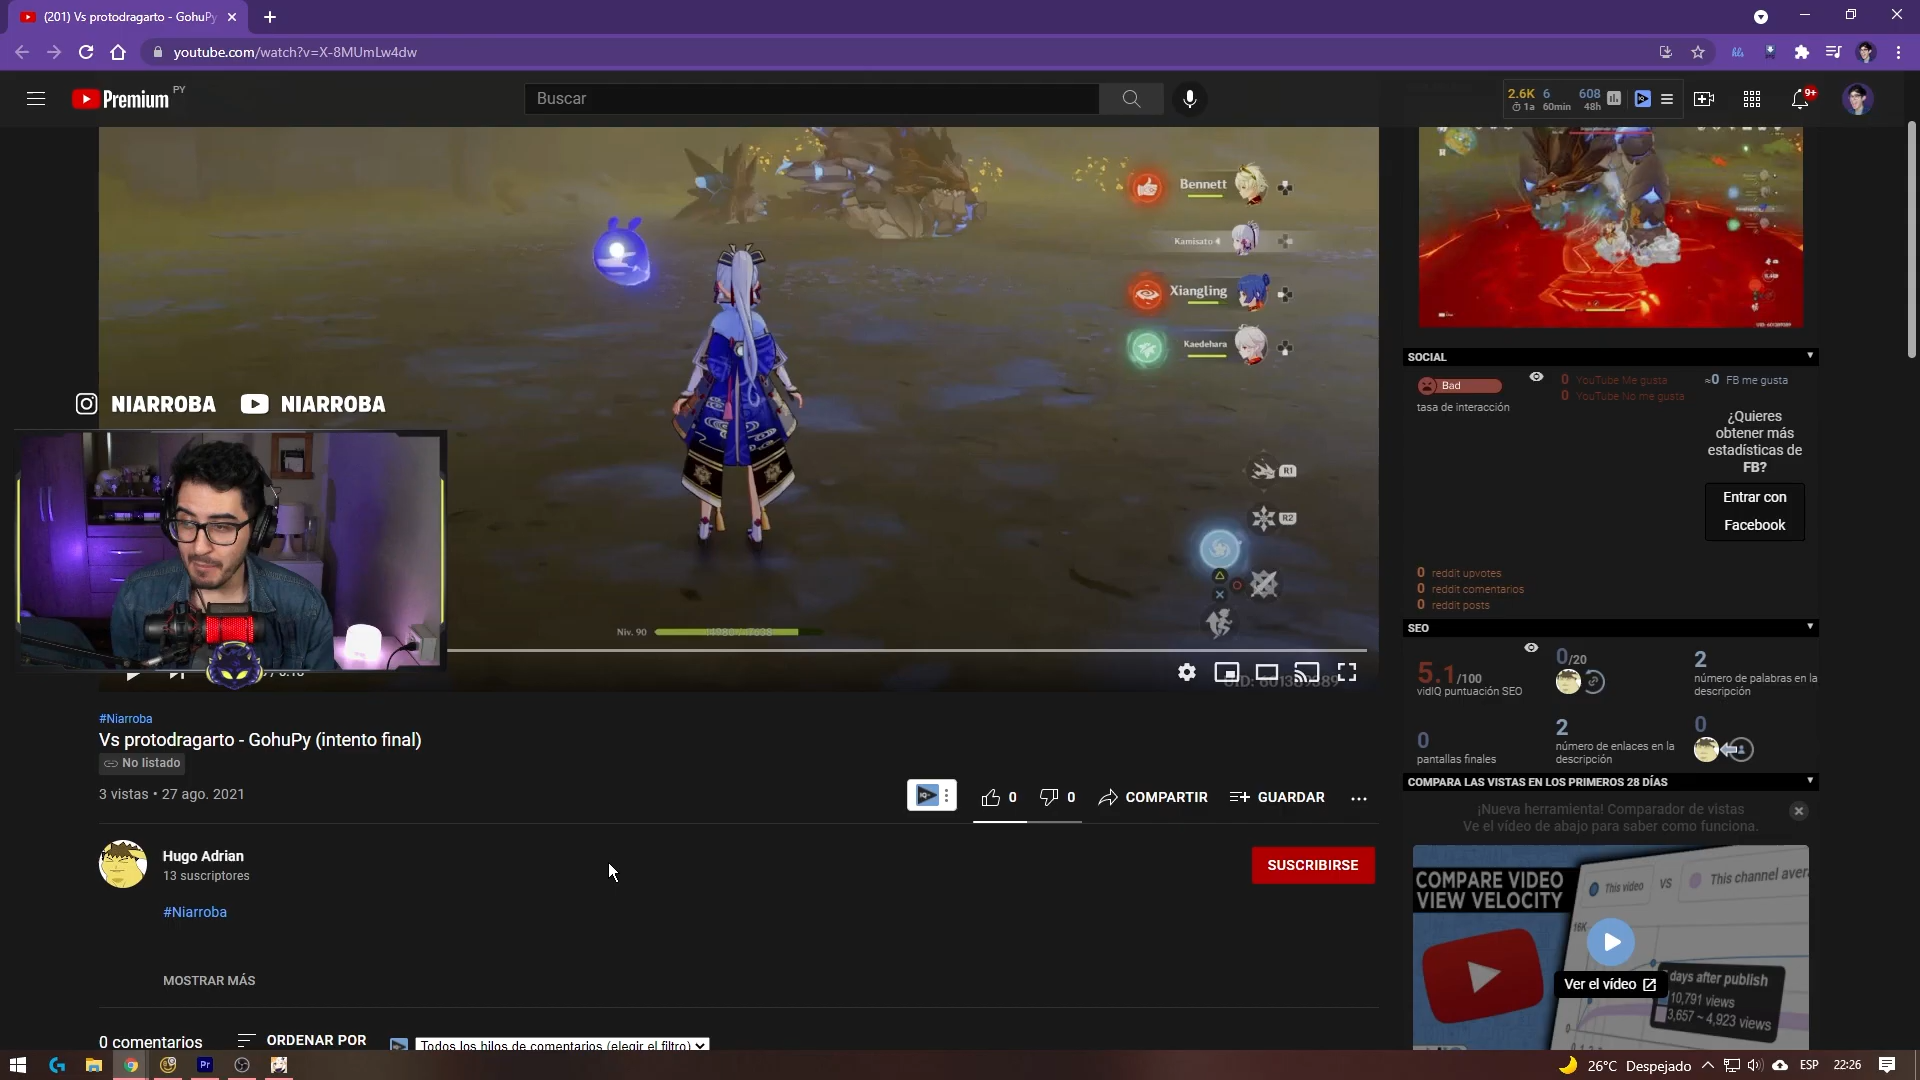 (201) Vs protodragarto - GohuPy
youtube.com/watch?v=X-8MUmLw4dw
Premium PY
Buscar
2.6K 6 608
1a 60min 48h
9+
Bennett
Kamisato
Xiangling
Kaedehara
NIARROBA NIARROBA
R1
R2
Niv. 90
UID: 601389389
#Niarroba
Vs protodragarto - GohuPy (intento final)
No listado
3 vistas • 27 ago. 2021
0 0 COMPARTIR GUARDAR
Hugo Adrian
13 suscriptores
SUSCRIBIRSE
#Niarroba
MOSTRAR MÁS
0 comentarios ORDENAR POR Todos los hilos de comentarios (elegir el filtro)
SOCIAL
Bad
tasa de interacción
0 YouTube Me gusta
0 YouTube No me gusta
≈0 FB me gusta
¿Quieres
obtener más
estadísticas de
FB?
Entrar con
Facebook
0 reddit upvotes
0 reddit comentarios
0 reddit posts
SEO
5.1/100
vidIQ puntuación SEO
0/20
2
número de palabras en la
descripción
0
pantallas finales
2
número de enlaces en la
descripción
0
COMPARA LAS VISTAS EN LOS PRIMEROS 28 DÍAS
¡Nueva herramienta! Comparador de vistas
Ve el vídeo de abajo para saber como funciona.
COMPARE VIDEO
VIEW VELOCITY
This video VS This channel aver
16K
Ver el vídeo
days after publish
10,791 views
3,657 ~ 4,923 views
26°C Despejado ESP 22:26